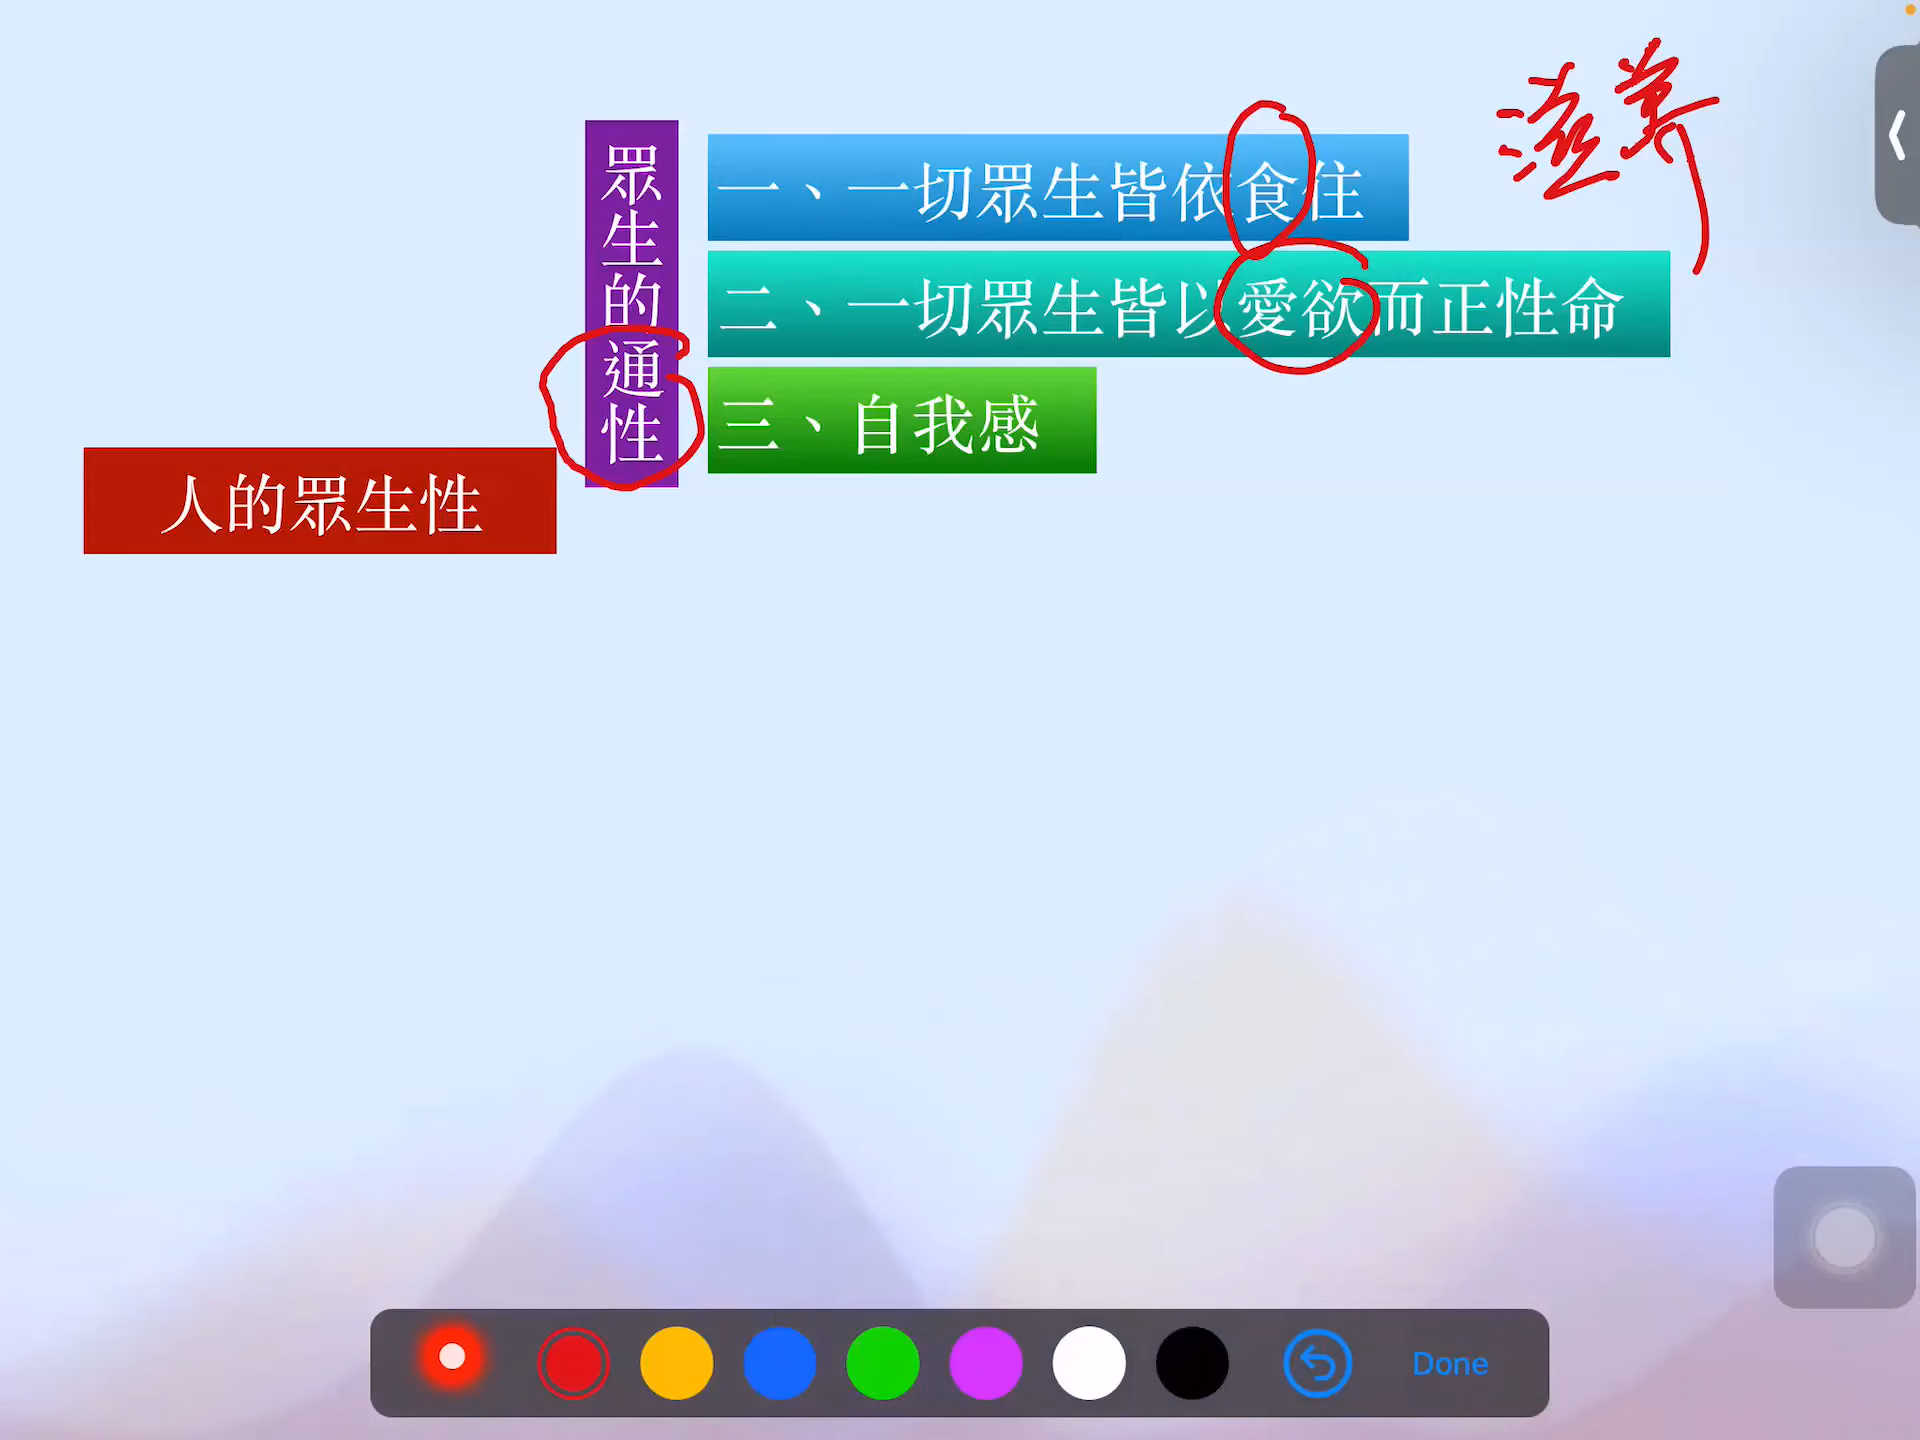 眾生的通性
一、一切眾生皆依食住
二、一切眾生皆以愛欲而正性命
三、自我感
人的眾生性
Done